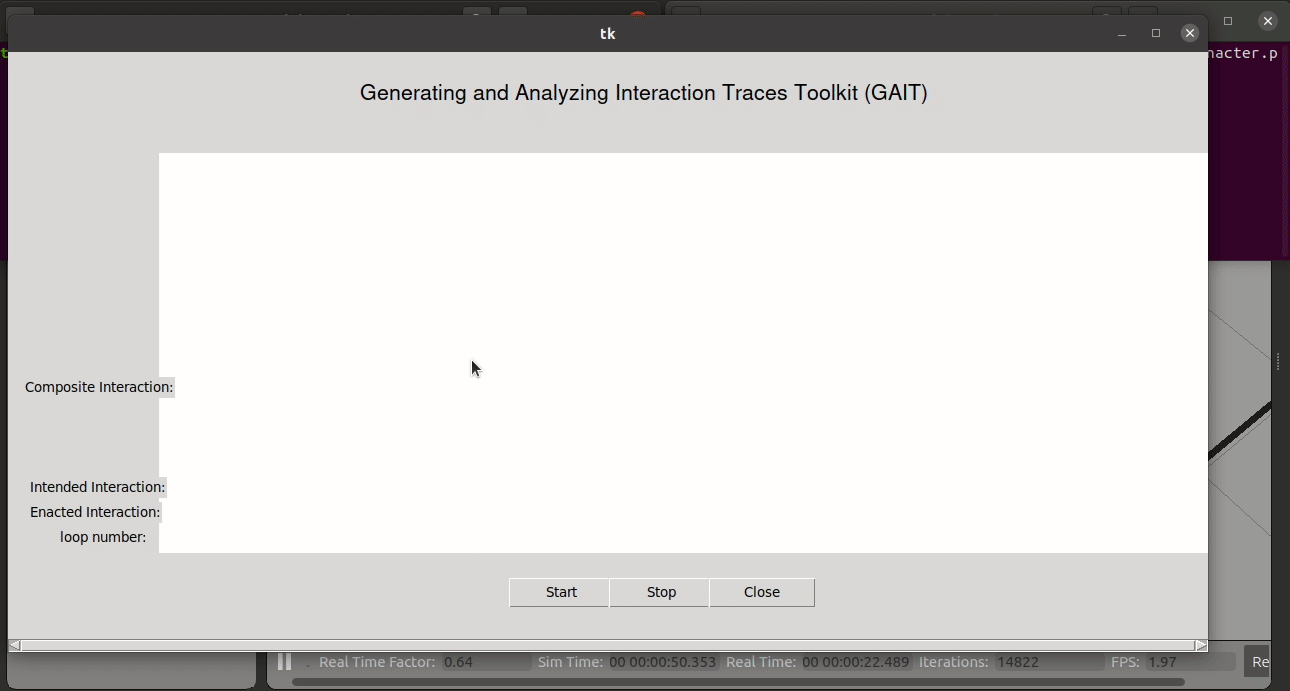 tk
nacter.p
Generating and Analyzing Interaction Traces Toolkit (GAIT)
Composite Interaction:
Intended Interaction:
Enacted Interaction:
loop number:
Start Stop Close
Real Time Factor: 0.64 Sim Time: 00 00:00:50.353 Real Time: 00 00:00:22.489 Iterations: 14822 FPS: 1.97 Re